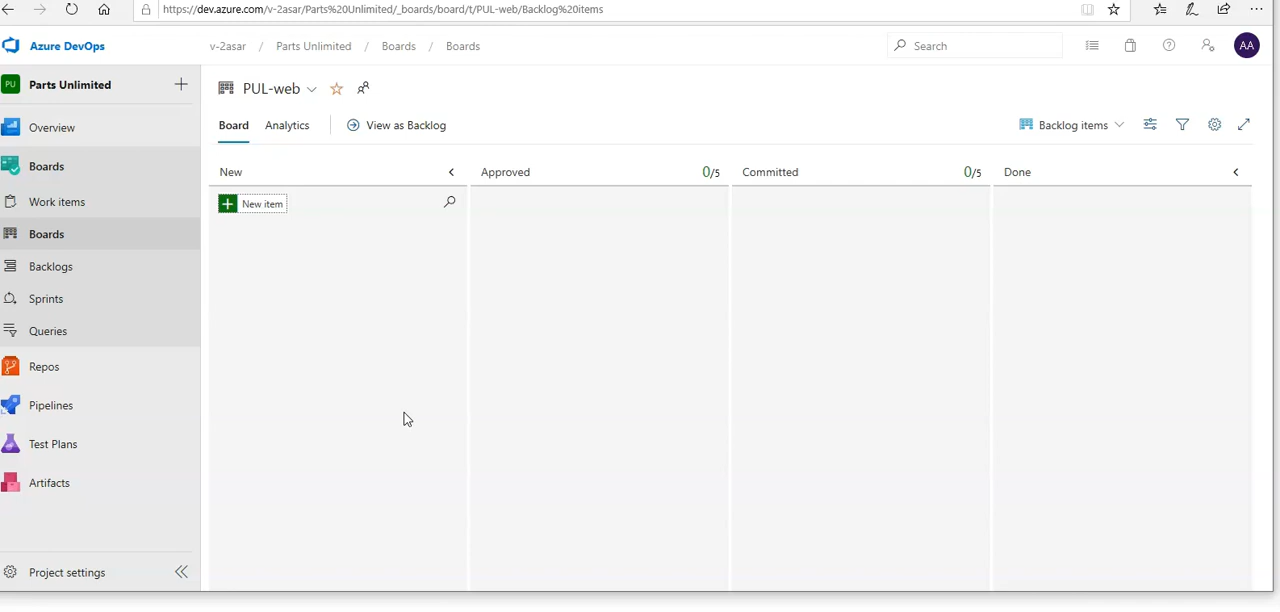 https://dev.azure.com/v-2asar/Parts%20Unlimited/_boards/board/t/PUL-web/Backlog%20items
Azure DevOps
v-2asar / Parts Unlimited / Boards / Boards
Search
AA
PU Parts Unlimited
Overview
Boards
Work items
Boards
Backlogs
Sprints
Queries
Repos
Pipelines
Test Plans
Artifacts
Project settings
PUL-web
Board Analytics View as Backlog
Backlog items
New
Approved 0/5
Committed 0/5
Done
New item